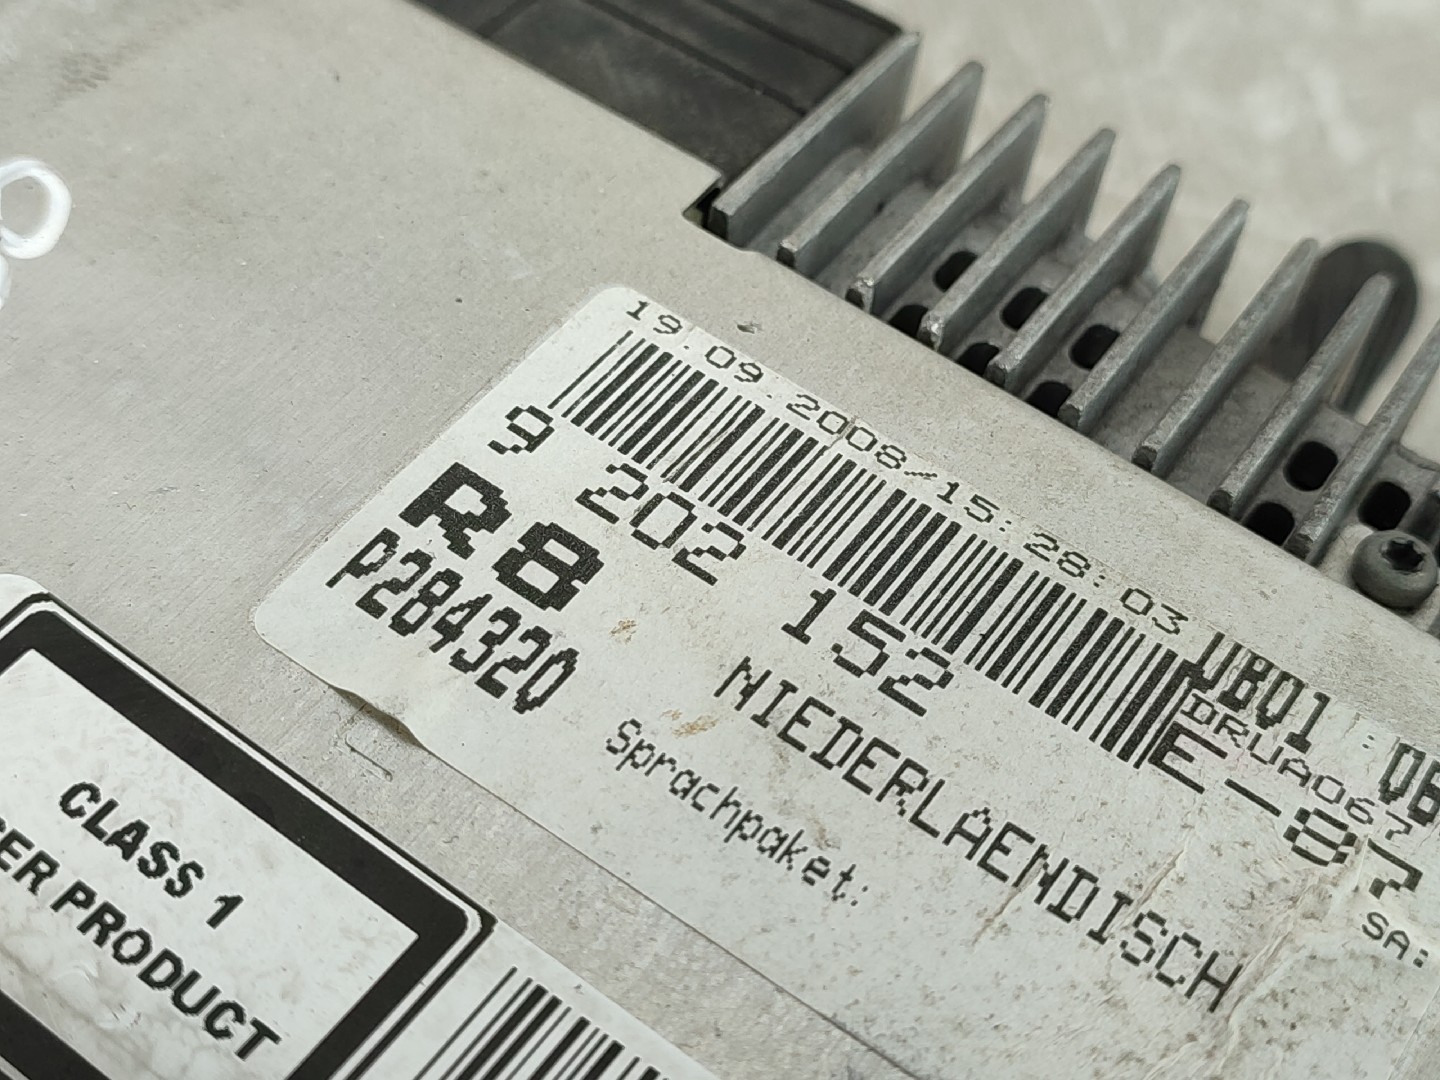 19.09.2008/15:28:03
9 202 152
R8
P284320
UB01
DRUA067
E-87
SA:
NIEDERLAENDISCH
Sprachpaket:
CLASS 1
PRODUCT